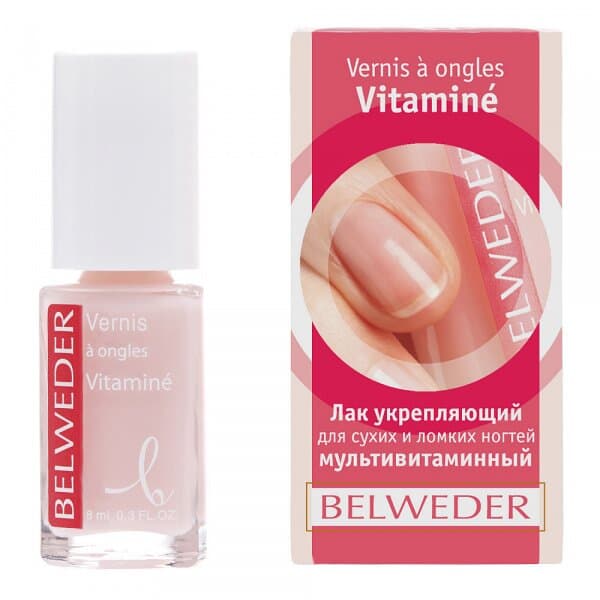 BELWEDER
Vernis
à ongles
Vitaminé
8 ml 0.3 FL.OZ
Vernis à ongles
Vitaminé
ELWEDER
Лак укрепляющий
для сухих и ломких ногтей
мультивитаминный
BELWEDER